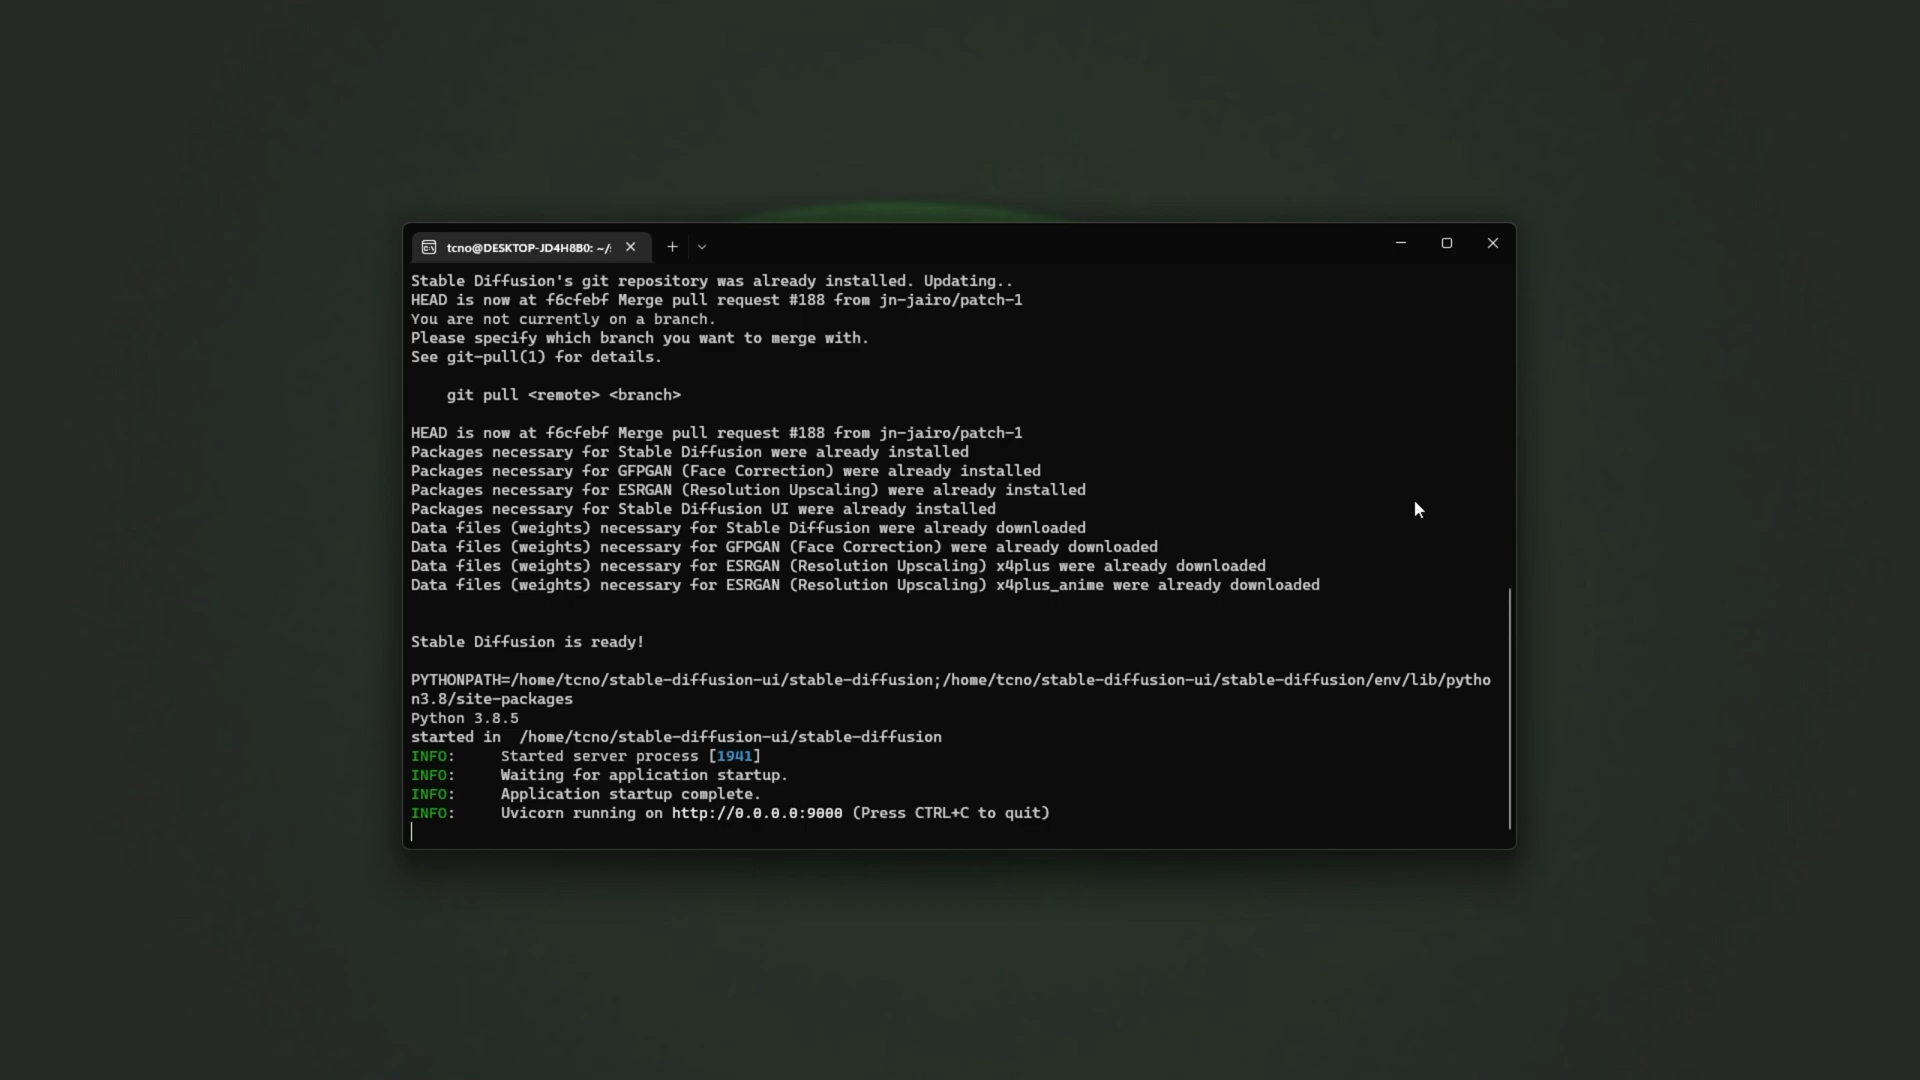 tcno@DESKTOP-JD4H8B0: ~/
Stable Diffusion's git repository was already installed. Updating..
HEAD is now at f6cfebf Merge pull request #188 from jn-jairo/patch-1
You are not currently on a branch.
Please specify which branch you want to merge with.
See git-pull(1) for details.
git pull <remote> <branch>
HEAD is now at f6cfebf Merge pull request #188 from jn-jairo/patch-1
Packages necessary for Stable Diffusion were already installed
Packages necessary for GFPGAN (Face Correction) were already installed
Packages necessary for ESRGAN (Resolution Upscaling) were already installed
Packages necessary for Stable Diffusion UI were already installed
Data files (weights) necessary for Stable Diffusion were already downloaded
Data files (weights) necessary for GFPGAN (Face Correction) were already downloaded
Data files (weights) necessary for ESRGAN (Resolution Upscaling) x4plus were already downloaded
Data files (weights) necessary for ESRGAN (Resolution Upscaling) x4plus_anime were already downloaded
Stable Diffusion is ready!
PYTHONPATH=/home/tcno/stable-diffusion-ui/stable-diffusion;/home/tcno/stable-diffusion-ui/stable-diffusion/env/lib/pytho
n3.8/site-packages
Python 3.8.5
started in  /home/tcno/stable-diffusion-ui/stable-diffusion
INFO:     Started server process [1941]
INFO:     Waiting for application startup.
INFO:     Application startup complete.
INFO:     Uvicorn running on http://0.0.0.0:9000 (Press CTRL+C to quit)